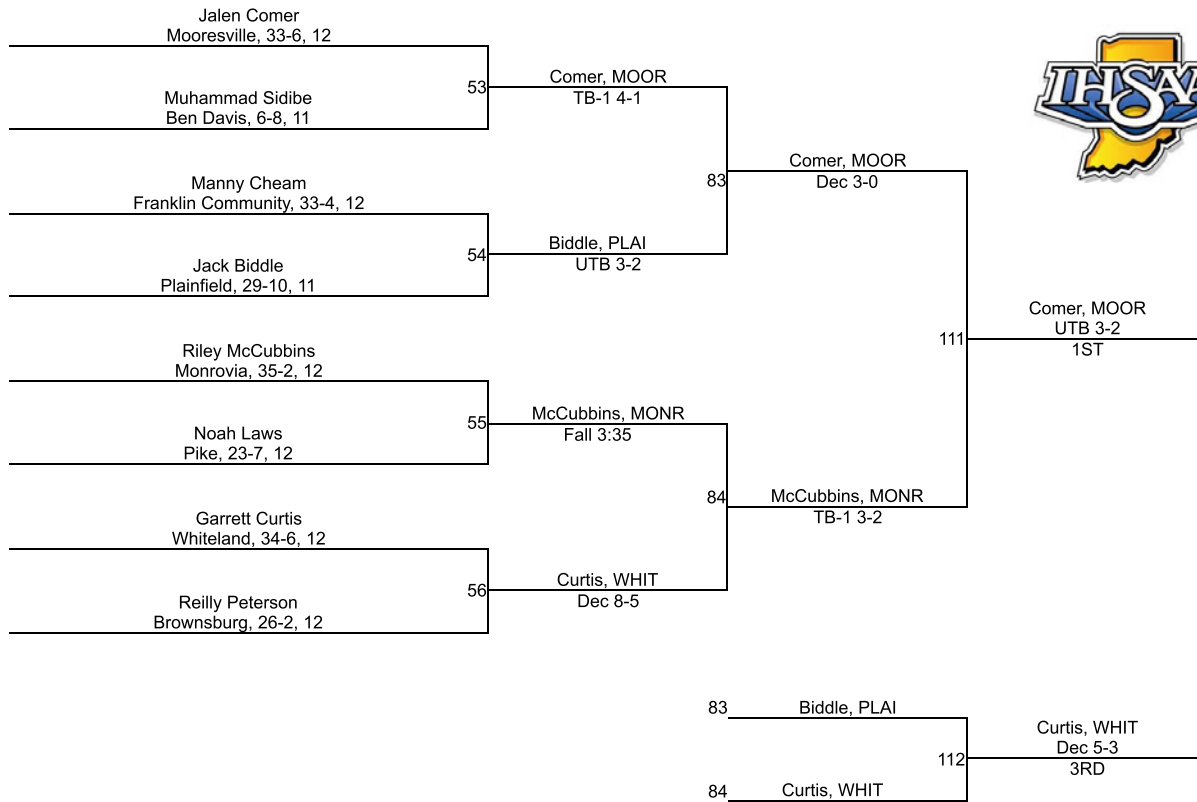 Jalen Comer
Mooresville, 33-6, 12
Muhammad Sidibe
Ben Davis, 6-8, 11
53
Comer, MOOR
TB-1 4-1
Manny Cheam
Franklin Community, 33-4, 12
Jack Biddle
Plainfield, 29-10, 11
54
Biddle, PLAI
UTB 3-2
83
Comer, MOOR
Dec 3-0
Riley McCubbins
Monrovia, 35-2, 12
Noah Laws
Pike, 23-7, 12
55
McCubbins, MONR
Fall 3:35
Garrett Curtis
Whiteland, 34-6, 12
Reilly Peterson
Brownsburg, 26-2, 12
56
Curtis, WHIT
Dec 8-5
84
McCubbins, MONR
TB-1 3-2
111
Comer, MOOR
UTB 3-2
1ST
83
Biddle, PLAI
84
Curtis, WHIT
112
Curtis, WHIT
Dec 5-3
3RD
IHSAA